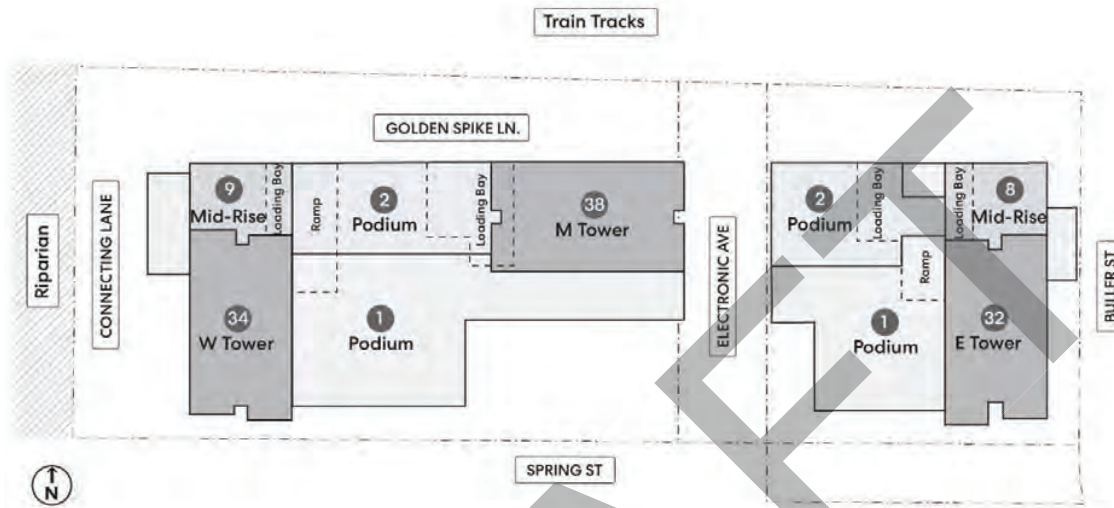 Train Tracks
GOLDEN SPIKE LN.
Riparian
CONNECTING LANE
9
Mid-Rise
Loading Bay
Ramp
2
Podium
Loading Bay
38
M Tower
34
W Tower
1
Podium
ELECTRONIC AVE
2
Podium
Loading Bay
Loading Bay
8
Mid-Rise
Ramp
1
Podium
32
E Tower
BULLER ST
SPRING ST
N